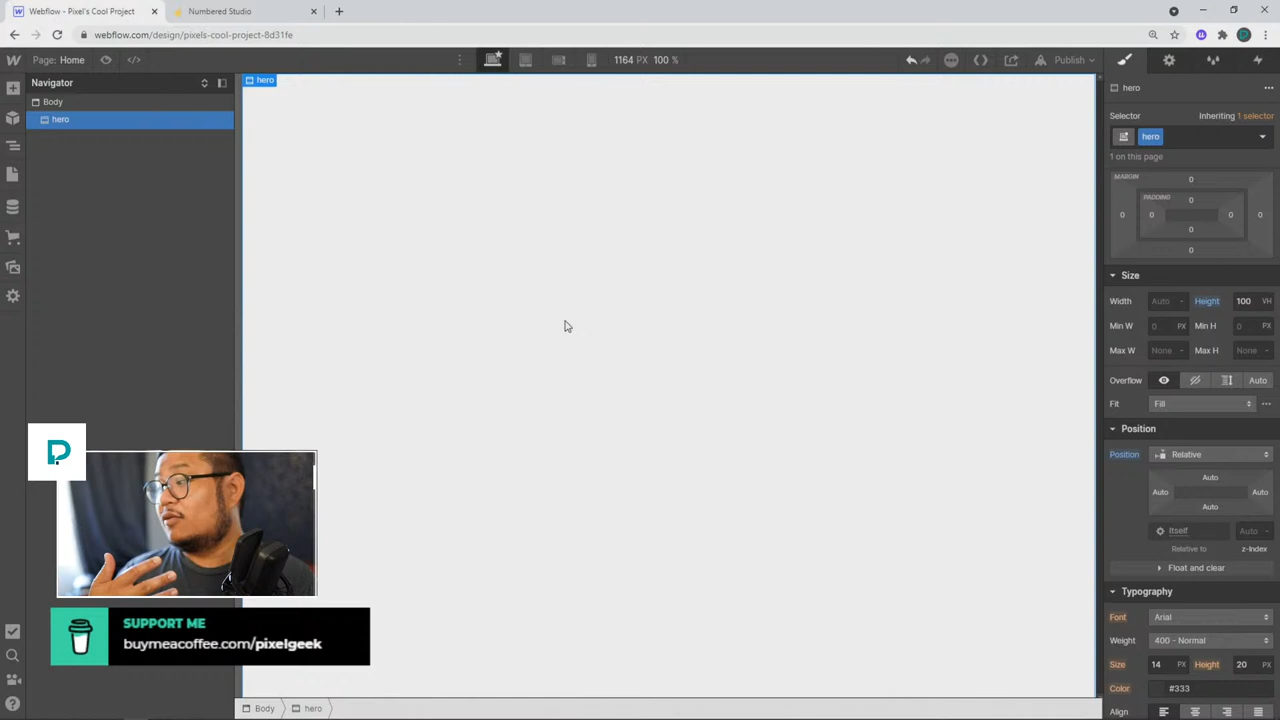 Webflow - Pixel's Cool Project
Numbered Studio
webflow.com/design/pixels-cool-project-8d31fe
Page: Home
1164 PX 100 %
Publish
Navigator
Body
hero
hero
hero
Selector
Inheriting 1 selector
hero
1 on this page
MARGIN
0
PADDING
0
0
0
0
0
0
0
Size
Width Auto - Height 100 VH
Min W 0 PX Min H 0 PX
Max W None - Max H None -
Overflow Auto
Fit Fill
Position
Position Relative
Auto
Auto Auto
Auto
Itself Auto -
Relative to z-Index
Float and clear
Typography
Font Arial
Weight 400 - Normal
Size 14 PX Height 20 PX
Color #333
Align
SUPPORT ME
buymeacoffee.com/pixelgeek
Body hero